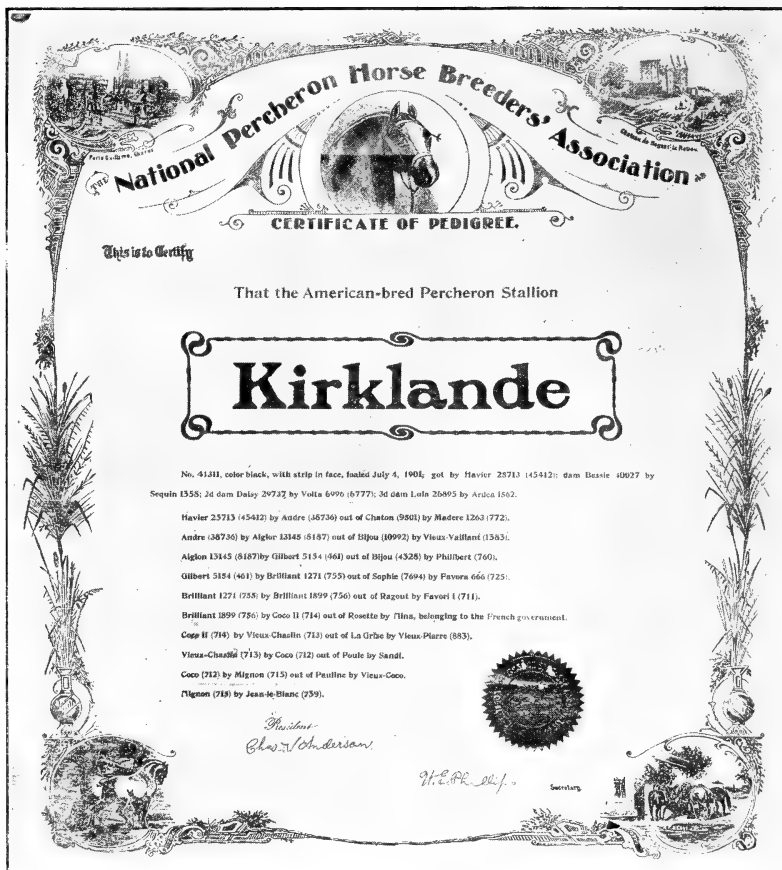 THE National Percheron Horse Breeders' Association
CERTIFICATE OF PEDIGREE.
This is to Certify
That the American-bred Percheron Stallion
Kirklande
No. 41311, color black, with strip in face, foaled July 4, 1901; got by Havier 25713 (45412); dam Bessie 40027 by
Sequin 1358; 2d dam Daisy 29737 by Volta 6996 (6777); 3d dam Lula 26895 by Ardea 1562.
Havier 25713 (45412) by Andre (38736) out of Chaton (9801) by Madere 1263 (772).
Andre (38736) by Aiglor 13145 (8187) out of Bijou (10992) by Vieux-Vaillant (1383).
Aiglon 13145 (8187) by Gilbert 5154 (461) out of Bijou (4528) by Philibert (760).
Gilbert 5154 (461) by Brilliant 1271 (755) out of Sophie (7694) by Favora 666 (725).
Brilliant 1271 (755) by Brilliant 1899 (756) out of Ragout by Favori I (711).
Brilliant 1899 (756) by Coco II (714) out of Rosette by Mina, belonging to the French government.
Coco II (714) by Vieux-Chaslin (713) out of La Grise by Vieux-Pierre (883).
Vieux-Chaslin (713) by Coco (712) out of Poule by Sandi.
Coco (712) by Mignon (715) out of Pauline by Vieux-Coco.
Mignon (715) by Jean-le-Blanc (739).
President
Chas. Anderson
Secretary